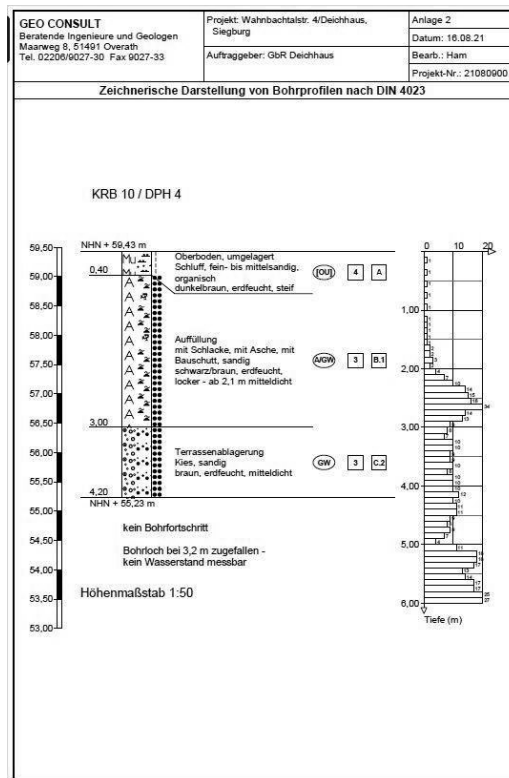 GEO CONSULT
Beratende Ingenieure und Geologen
Maarweg 8, 51491 Overath
Tel. 02206/9027-30 Fax 9027-33
Projekt: Wahnbachtalstr. 4/Deichhaus,
Siegburg
Auftraggeber: GbR Deichhaus
Anlage 2
Datum: 16.08.21
Bearb.: Ham
Projekt-Nr.: 21080900
Zeichnerische Darstellung von Bohrprofilen nach DIN 4023
KRB 10 / DPH 4
59,50
59,00
58,50
58,00
57,50
57,00
56,50
56,00
55,50
55,00
54,50
54,00
53,50
53,00
NHN + 59,43 m
0,40
3,00
4,20
NHN + 55,23 m
Oberboden, umgelagert
Schluff, fein- bis mittelsandig,
organisch
dunkelbraun, erdfeucht, steif
[OU] 4 A
Auffüllung
mit Schlacke, mit Asche, mit
Bauschutt, sandig
schwarz/braun, erdfeucht,
locker - ab 2,1 m mitteldicht
A/GW 3 B.1
Terrassenablagerung
Kies, sandig
braun, erdfeucht, mitteldicht
GW 3 C.2
kein Bohrfortschritt
Bohrloch bei 3,2 m zugefallen -
kein Wasserstand messbar
Höhenmaßstab 1:50
0 10 20
1,00
2,00
3,00
4,00
5,00
6,00
Tiefe (m)